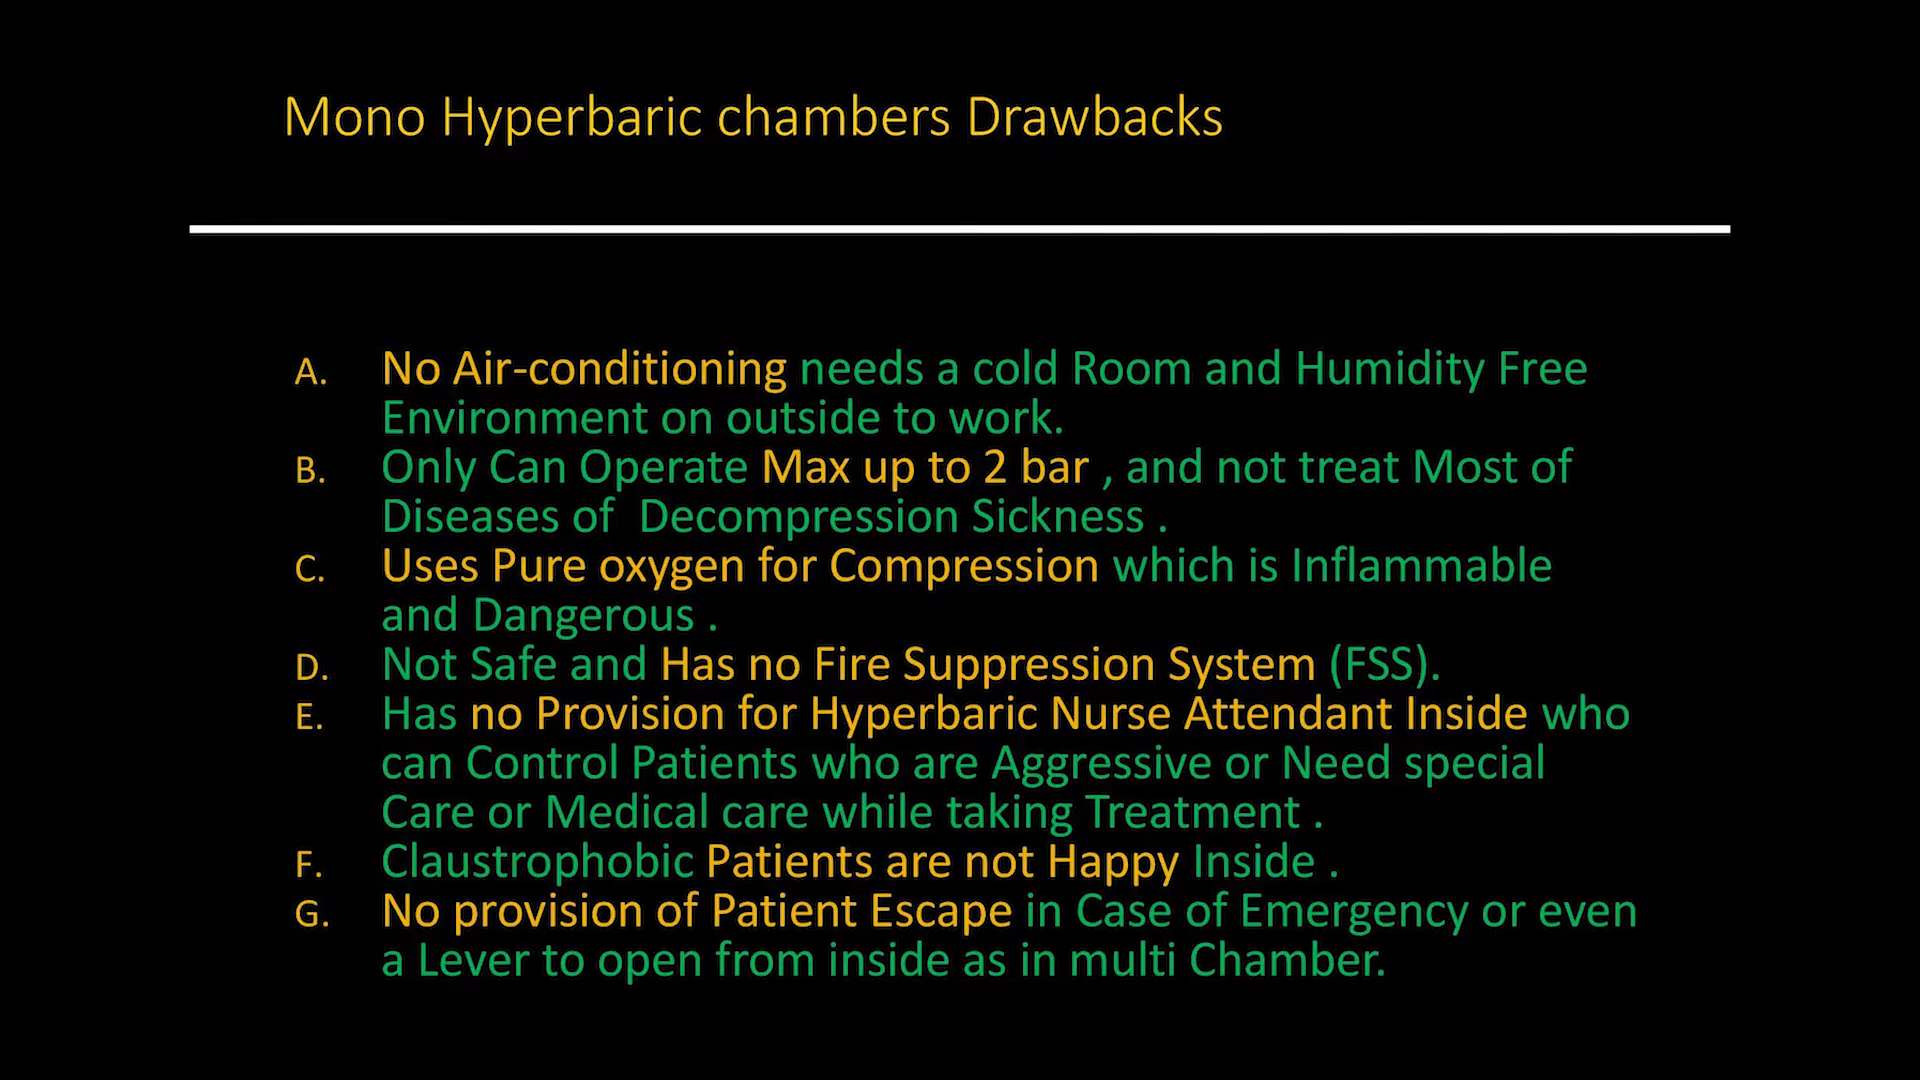 Mono Hyperbaric chambers Drawbacks
A. No Air-conditioning needs a cold Room and Humidity Free
Environment on outside to work.
B. Only Can Operate Max up to 2 bar , and not treat Most of
Diseases of Decompression Sickness .
C. Uses Pure oxygen for Compression which is Inflammable
and Dangerous .
D. Not Safe and Has no Fire Suppression System (FSS).
E. Has no Provision for Hyperbaric Nurse Attendant Inside who
can Control Patients who are Aggressive or Need special
Care or Medical care while taking Treatment .
F. Claustrophobic Patients are not Happy Inside .
G. No provision of Patient Escape in Case of Emergency or even
a Lever to open from inside as in multi Chamber.